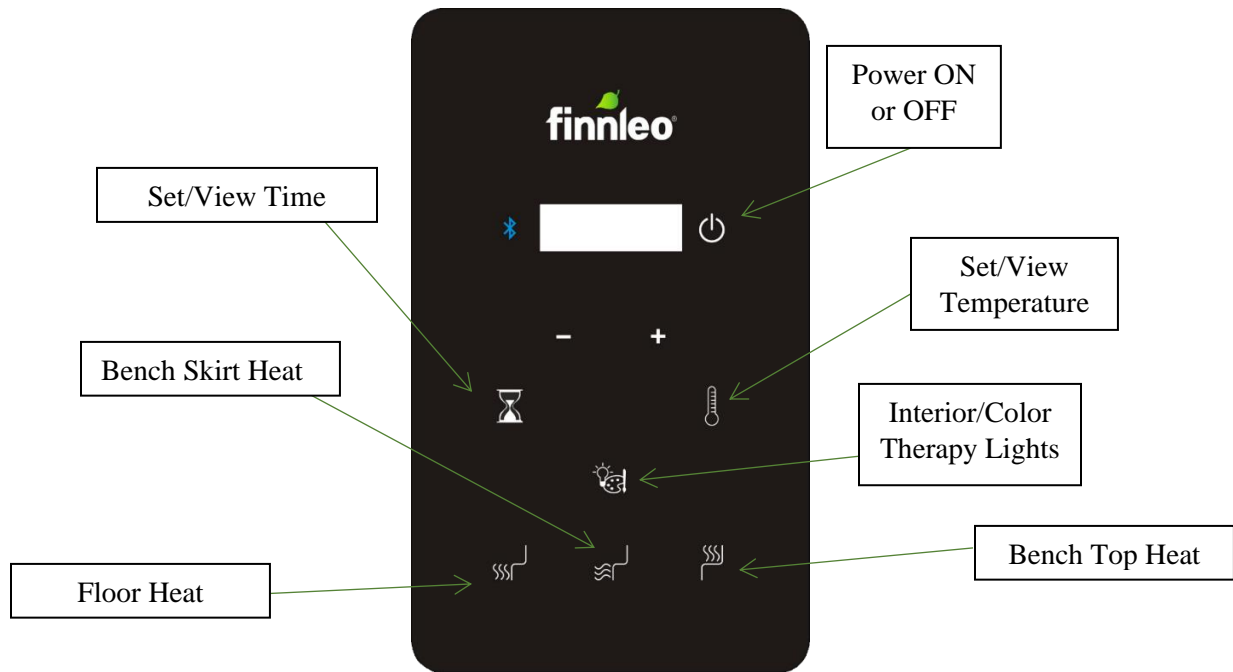 Power ON
or OFF
finnleo®
Set/View Time
Set/View
Temperature
− +
Bench Skirt Heat
Interior/Color
Therapy Lights
Bench Top Heat
Floor Heat